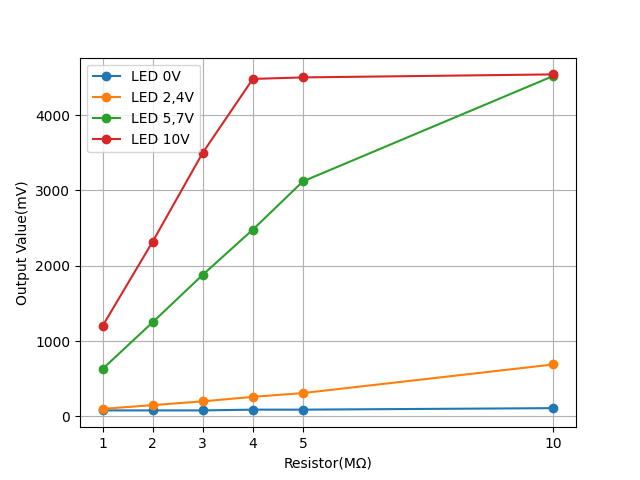 LED 0V
LED 2,4V
LED 5,7V
LED 10V
4000
3000
2000
1000
0
Output Value(mV)
1
2
3
4
5
10
Resistor(MΩ)